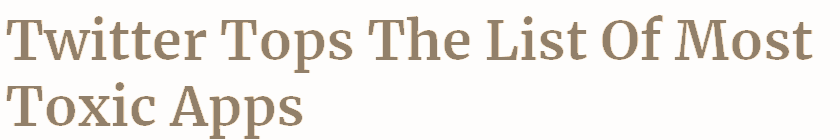 Twitter Tops The List Of Most
Toxic Apps